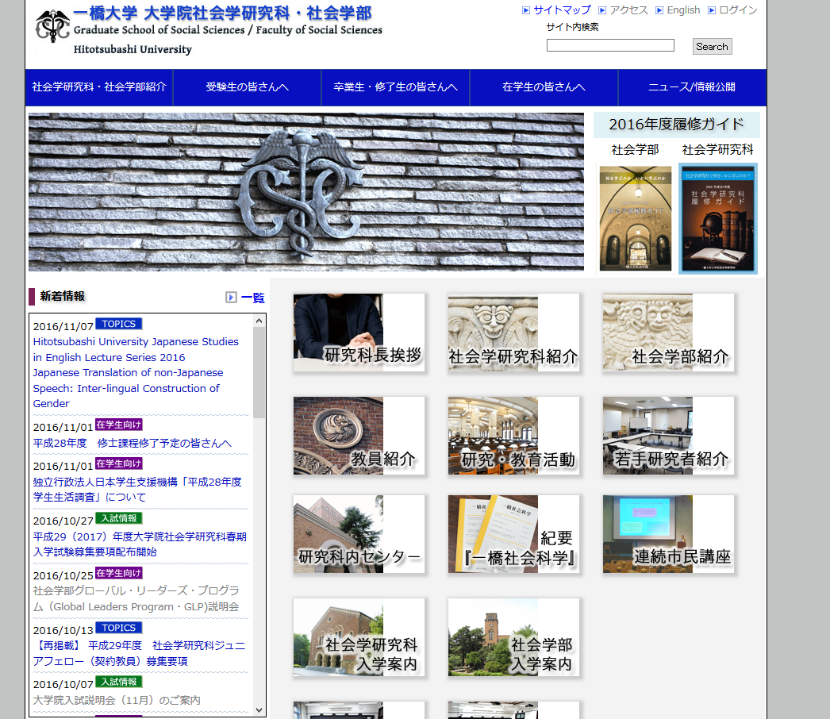 一橋大学 大学院社会学研究科・社会学部
Graduate School of Social Sciences / Faculty of Social Sciences
Hitotsubashi University
サイトマップ アクセス English ログイン
サイト内検索
Search
社会学研究科・社会学部紹介 受験生の皆さんへ 卒業生・修了生の皆さんへ 在学生の皆さんへ ニュース/情報公開
2016年度履修ガイド
社会学部 社会学研究科
社会学研究科
履修ガイド
新着情報 一覧
2016/11/07 TOPICS
Hitotsubashi University Japanese Studies
in English Lecture Series 2016
Japanese Translation of non-Japanese
Speech: Inter-lingual Construction of
Gender
2016/11/01 在学生向け
平成28年度 修士課程修了予定の皆さんへ
2016/11/01 在学生向け
独立行政法人日本学生支援機構「平成28年度
学生生活調査」について
2016/10/27 入試情報
平成29（2017）年度大学院社会学研究科春期
入学試験募集要項配布開始
2016/10/25 在学生向け
社会学部グローバル・リーダーズ・プログラ
ム（Global Leaders Program・GLP)説明会
2016/10/13 TOPICS
【再掲載】 平成29年度 社会学研究科ジュニ
アフェロー（契約教員）募集要項
2016/10/07 入試情報
大学院入試説明会（11月）のご案内
研究科長挨拶 社会学研究科紹介 社会学部紹介
教員紹介 研究・教育活動 若手研究者紹介
研究科内センター 紀要
『一橋社会科学』 連続市民講座
社会学研究科
入学案内
社会学部
入学案内